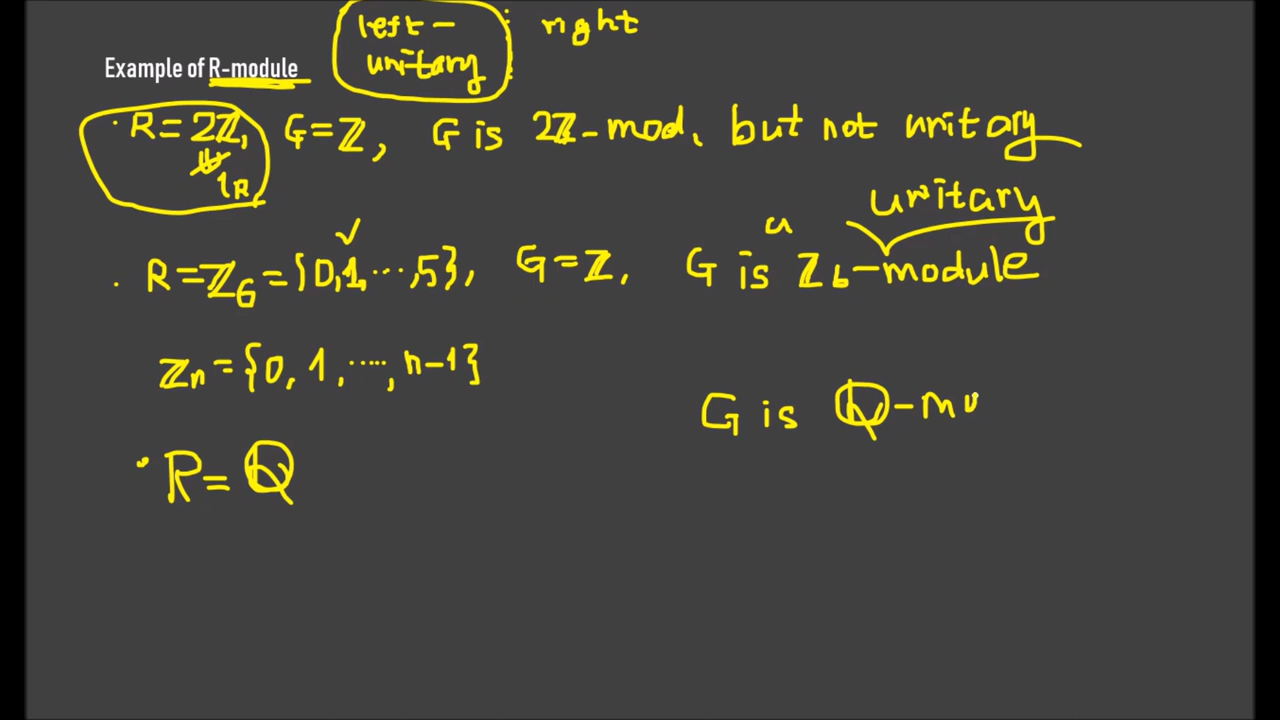 left- right
unitary
Example of R-module
· R=2ℤ, G=ℤ, G is 2ℤ-mod, but not unitary
1R
unitary
· R=ℤ6={0,1,...,5}, G=ℤ, G is ℤ6-module
ℤn={0,1,....,n-1}
G is ℚ-mo
· R=ℚ